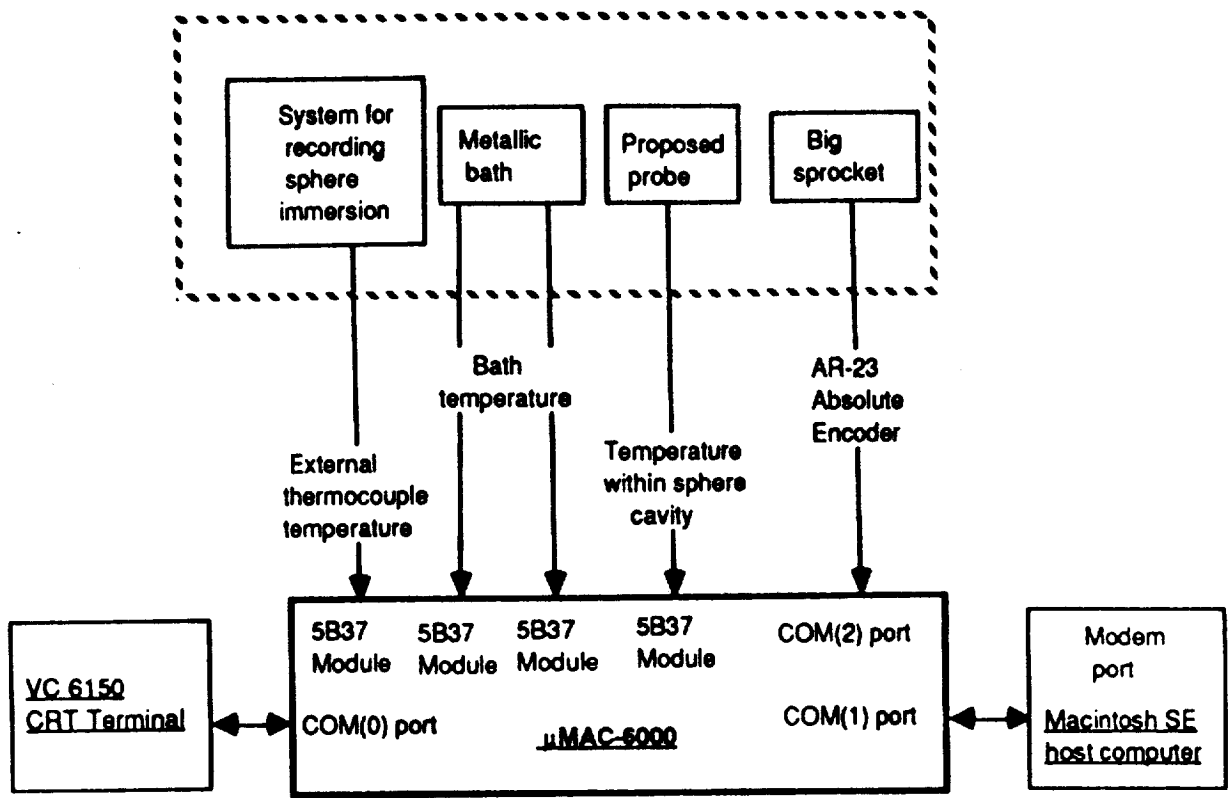 System for
recording
sphere
immersion
Metallic
bath
Proposed
probe
Big
sprocket
Bath
temperature
AR-23
Absolute
Encoder
External
thermocouple
temperature
Temperature
within sphere
cavity
5B37
Module
5B37
Module
5B37
Module
5B37
Module
COM(2) port
COM(0) port
µMAC-6000
COM(1) port
VC 6150
CRT Terminal
Modem
port
Macintosh SE
host computer